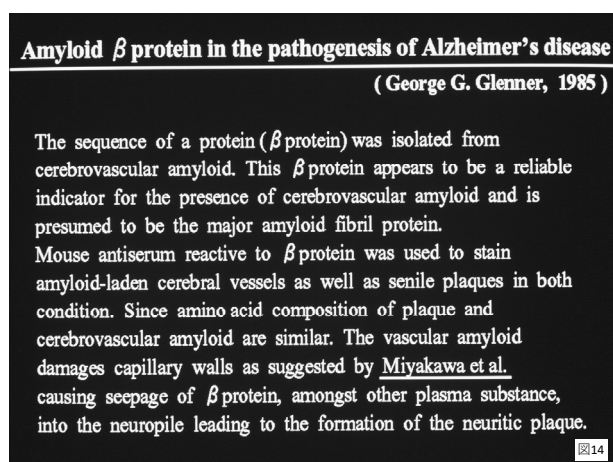 Amyloid β protein in the pathogenesis of Alzheimer's disease
( George G. Glenner, 1985 )
The sequence of a protein (β protein) was isolated from
cerebrovascular amyloid. This β protein appears to be a reliable
indicator for the presence of cerebrovascular amyloid and is
presumed to be the major amyloid fibril protein.
Mouse antiserum reactive to β protein was used to stain
amyloid-laden cerebral vessels as well as senile plaques in both
condition. Since amino acid composition of plaque and
cerebrovascular amyloid are similar. The vascular amyloid
damages capillary walls as suggested by Miyakawa et al.
causing seepage of β protein, amongst other plasma substance,
into the neuropile leading to the formation of the neuritic plaque.
図14